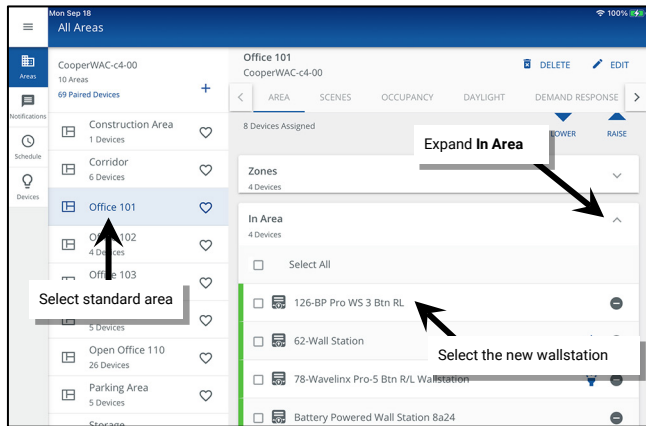 Mon Sep 18
100%
All Areas
Areas
Notifications
Schedule
Devices
CooperWAC-c4-00
10 Areas
69 Paired Devices
+
Construction Area
1 Devices
Corridor
6 Devices
Office 101
Office 102
4 Devices
Office 103
Select standard area
5 Devices
Open Office 110
26 Devices
Parking Area
5 Devices
Storage
Office 101
CooperWAC-c4-00
DELETE
EDIT
AREA SCENES OCCUPANCY DAYLIGHT DEMAND RESPONSE
8 Devices Assigned
LOWER RAISE
Expand In Area
Zones
4 Devices
In Area
4 Devices
Select All
126-BP Pro WS 3 Btn RL
62-Wall Station
Select the new wallstation
78-Wavelinx Pro-5 Btn R/L Wallstation
Battery Powered Wall Station 8a24